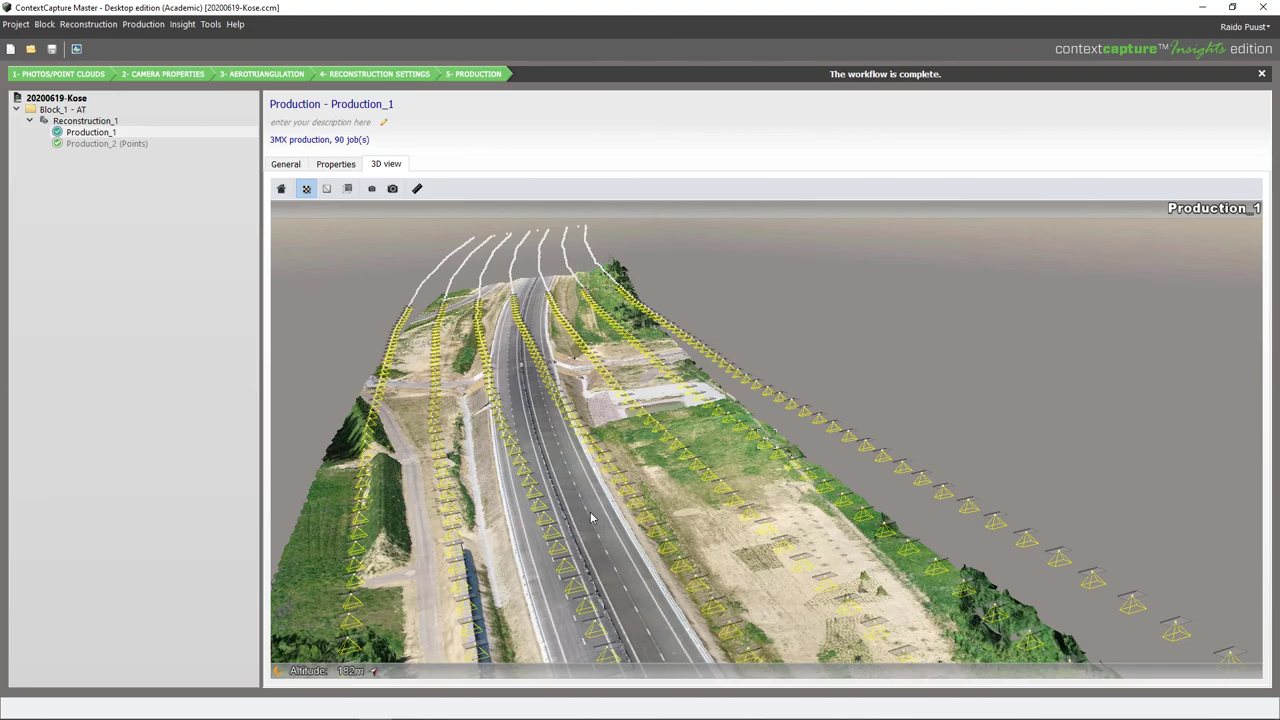 ContextCapture Master - Desktop edition (Academic) [20200619-Kose.ccm]
Project Block Reconstruction Production Insight Tools Help
Raido Puust
contextcapture™ Insights edition
1- PHOTOS/POINT CLOUDS 2- CAMERA PROPERTIES 3- AEROTRIANGULATION 4- RECONSTRUCTION SETTINGS 5- PRODUCTION
The workflow is complete.
20200619-Kose
Block_1 - AT
Reconstruction_1
Production_1
Production_2 (Points)
Production - Production_1
enter your description here
3MX production, 90 job(s)
General Properties 3D view
Production_1
Altitude: 182m